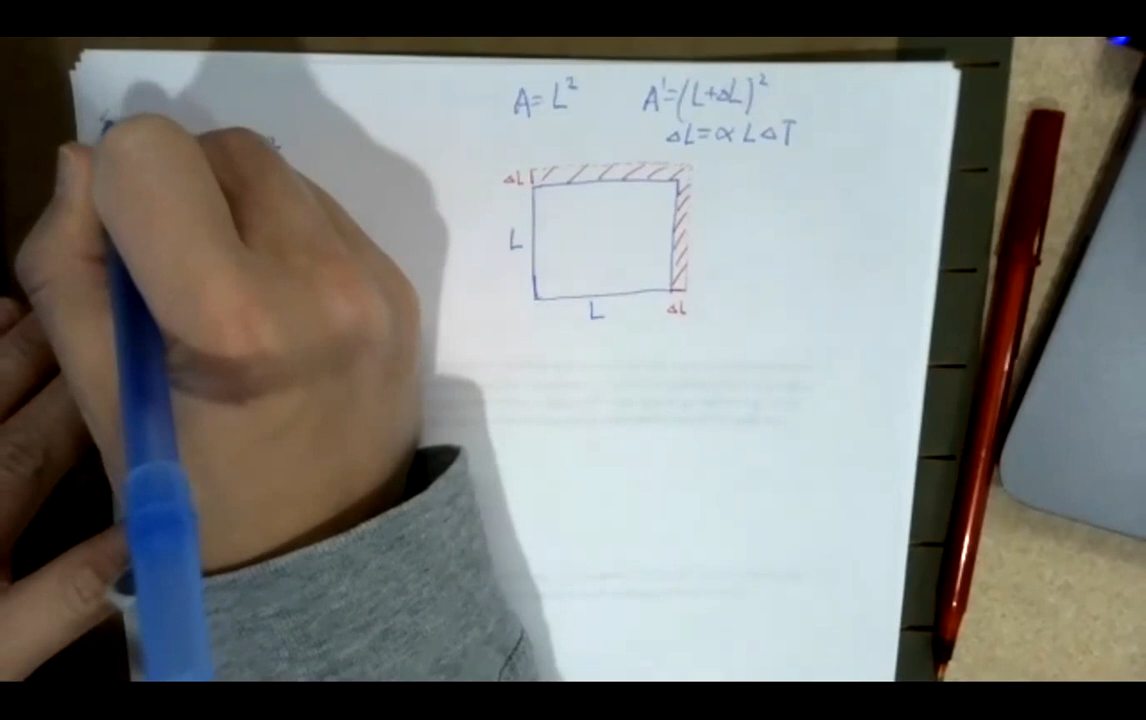 A = L² A' = (L+ΔL)²
ΔL = α L ΔT
ΔL
L
L ΔL